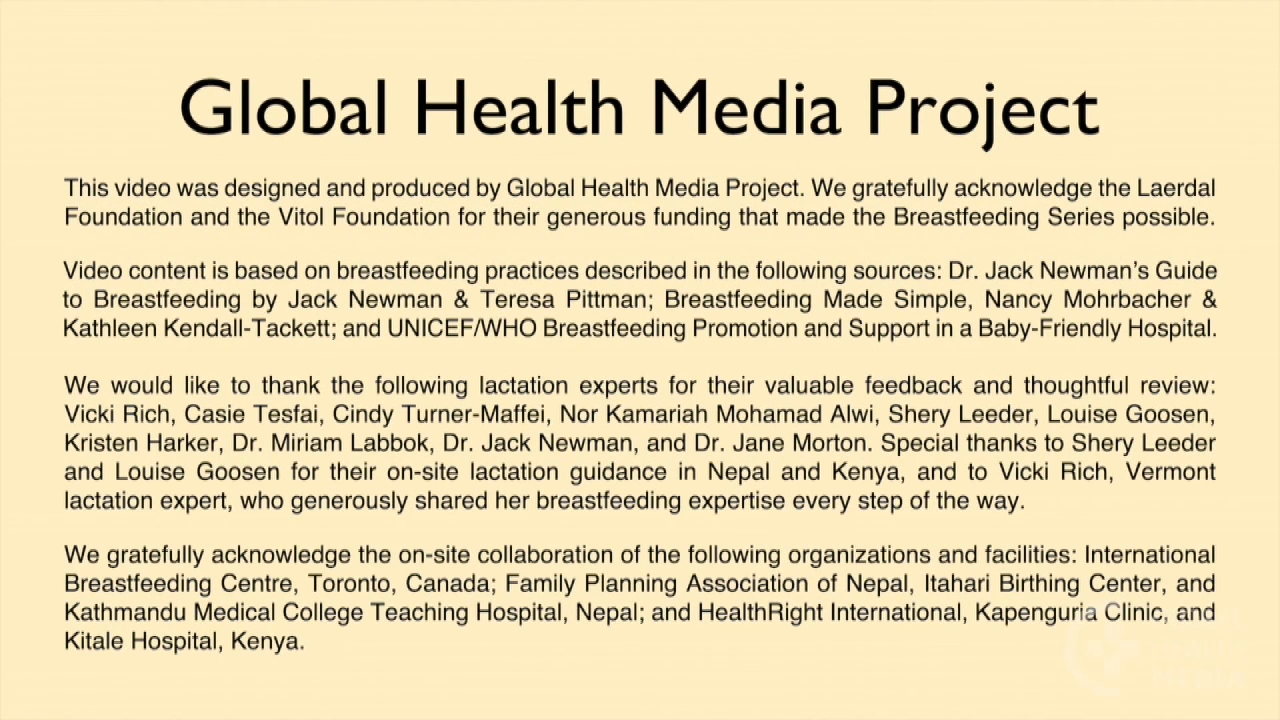 Global Health Media Project
This video was designed and produced by Global Health Media Project. We gratefully acknowledge the Laerdal
Foundation and the Vitol Foundation for their generous funding that made the Breastfeeding Series possible.
Video content is based on breastfeeding practices described in the following sources: Dr. Jack Newman’s Guide
to Breastfeeding by Jack Newman & Teresa Pittman; Breastfeeding Made Simple, Nancy Mohrbacher &
Kathleen Kendall-Tackett; and UNICEF/WHO Breastfeeding Promotion and Support in a Baby-Friendly Hospital.
We would like to thank the following lactation experts for their valuable feedback and thoughtful review:
Vicki Rich, Casie Tesfai, Cindy Turner-Maffei, Nor Kamariah Mohamad Alwi, Shery Leeder, Louise Goosen,
Kristen Harker, Dr. Miriam Labbok, Dr. Jack Newman, and Dr. Jane Morton. Special thanks to Shery Leeder
and Louise Goosen for their on-site lactation guidance in Nepal and Kenya, and to Vicki Rich, Vermont
lactation expert, who generously shared her breastfeeding expertise every step of the way.
We gratefully acknowledge the on-site collaboration of the following organizations and facilities: International
Breastfeeding Centre, Toronto, Canada; Family Planning Association of Nepal, Itahari Birthing Center, and
Kathmandu Medical College Teaching Hospital, Nepal; and HealthRight International, Kapenguria Clinic, and
Kitale Hospital, Kenya.
MEDIA